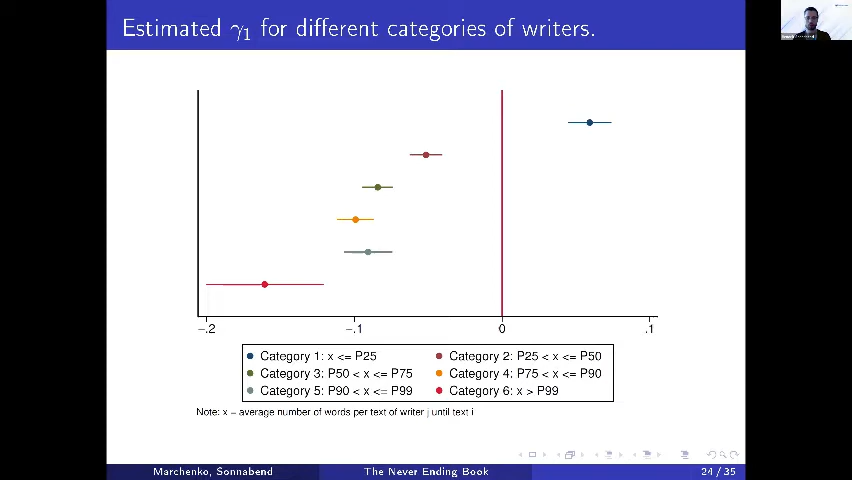 Estimated γ1 for different categories of writers.
-.2 -.1 0 .1
Category 1: x <= P25 Category 2: P25 < x <= P50
Category 3: P50 < x <= P75 Category 4: P75 < x <= P90
Category 5: P90 < x <= P99 Category 6: x > P99
Note: x – average number of words per text of writer j until text i
Marchenko, Sonnabend The Never Ending Book 24 / 35